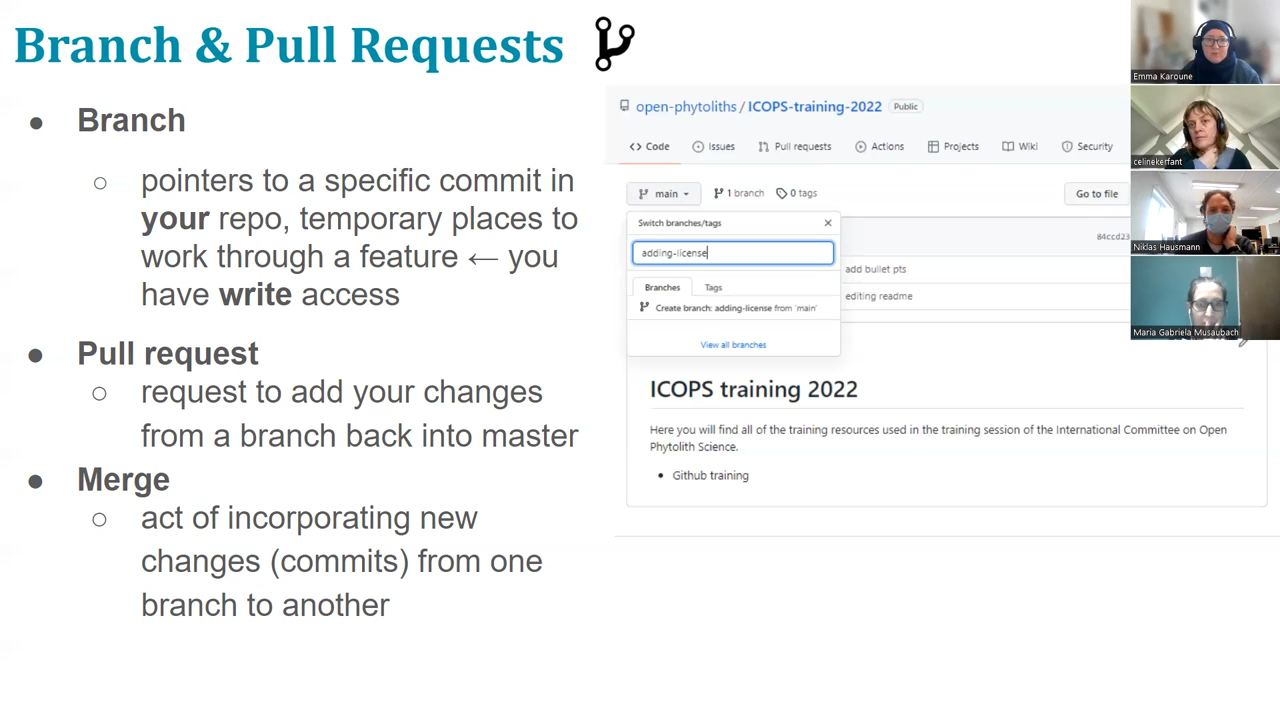 Branch & Pull Requests
● Branch
○ pointers to a specific commit in
your repo, temporary places to
work through a feature ← you
have write access
● Pull request
○ request to add your changes
from a branch back into master
● Merge
○ act of incorporating new
changes (commits) from one
branch to another
open-phytoliths / ICOPS-training-2022 Public
<> Code Issues Pull requests Actions Projects Wiki Security
main 1 branch 0 tags Go to file
Switch branches/tags ×
84ccd23
adding-license
add bullet pts
Branches Tags
editing readme
Create branch: adding-license from 'main'
View all branches
ICOPS training 2022
Here you will find all of the training resources used in the training session of the International Committee on Open
Phytolith Science.
• Github training
Emma Karoune
celinekerfant
Niklas Hausmann
Maria Gabriela Musaubach